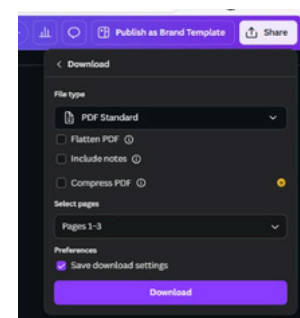 Publish as Brand Template
Share
Download
File type
PDF Standard
Flatten PDF
Include notes
Compress PDF
Select pages
Pages 1-3
Preferences
Save download settings
Download